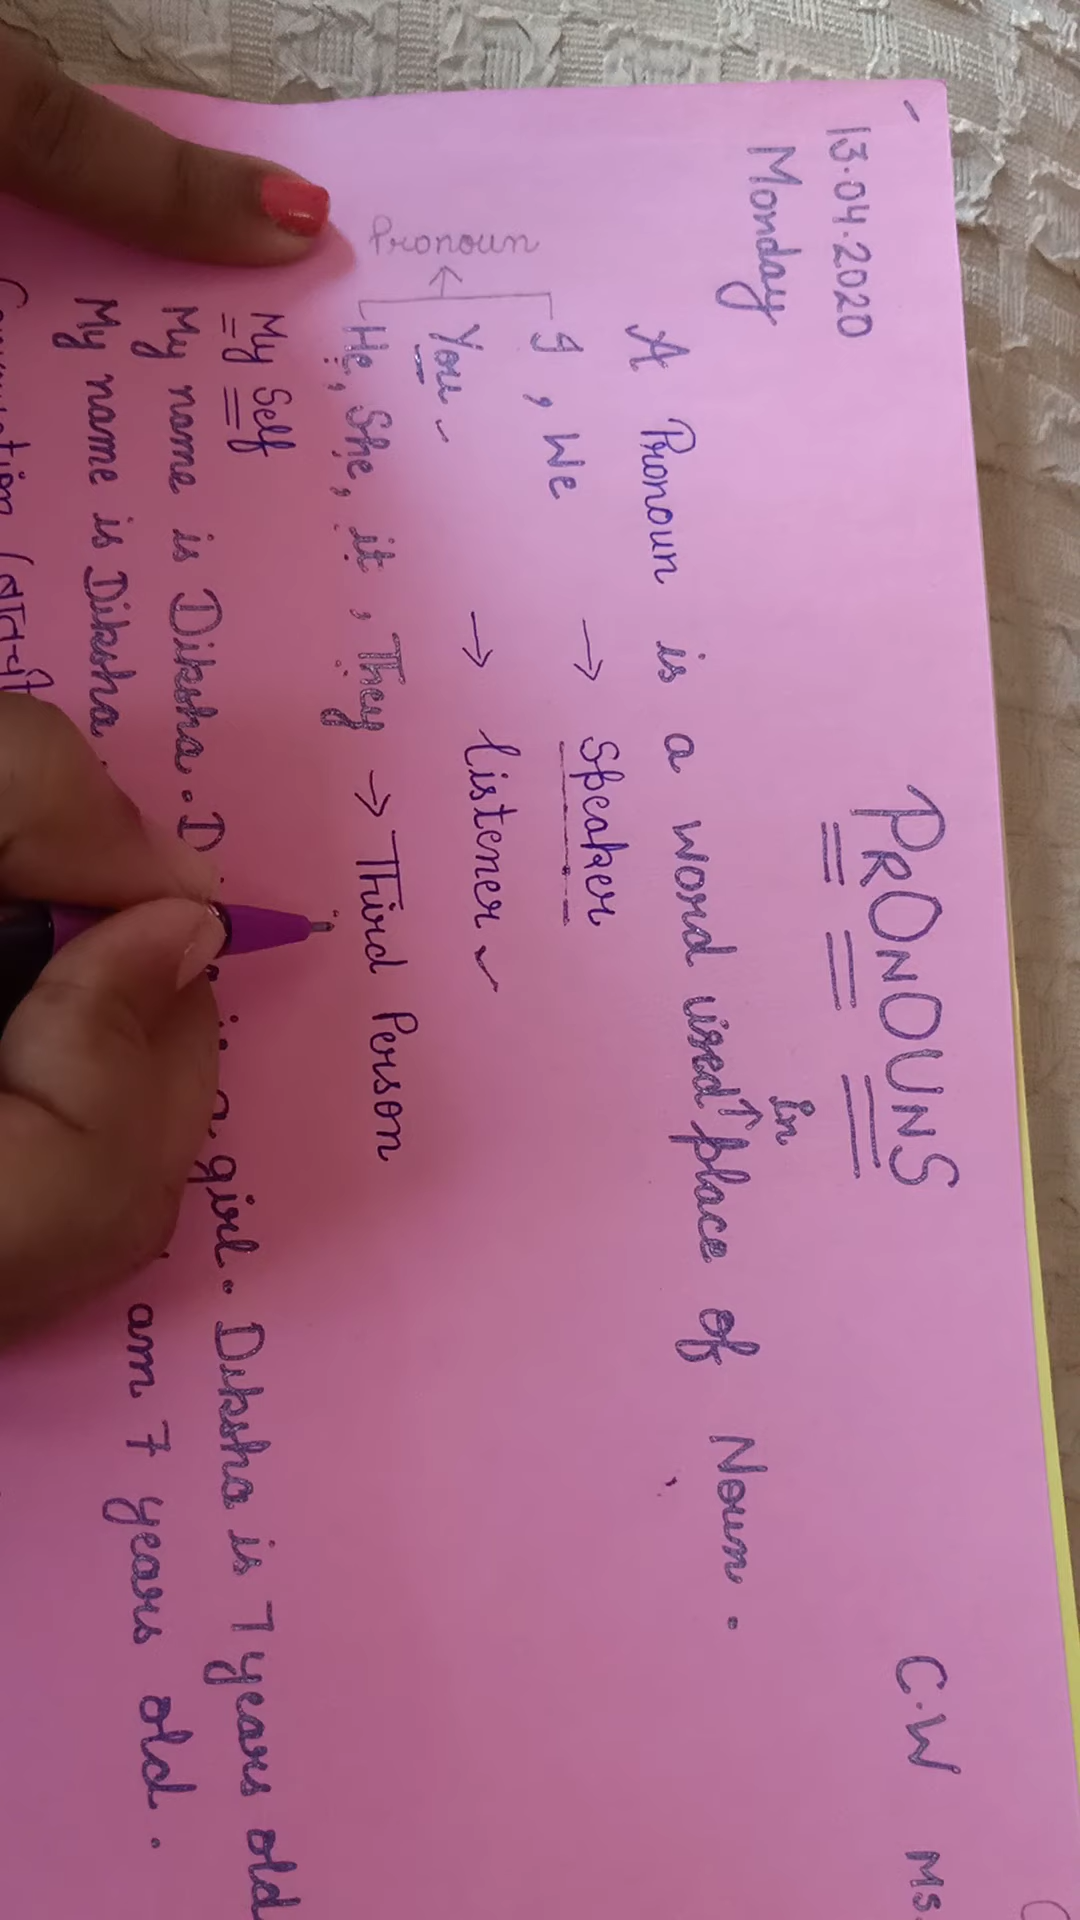 13.04.2020
Monday
C.W
Ms.
PRONOUNS
In
A Pronoun is a word used ↑ place of Noun.
Pronoun
I, We → Speaker
You → listener ✓
He, She, it, They → Third Person
My Self
My name is Diksha. girl. Diksha is 7 years old
My name is Diksha. am 7 years old.